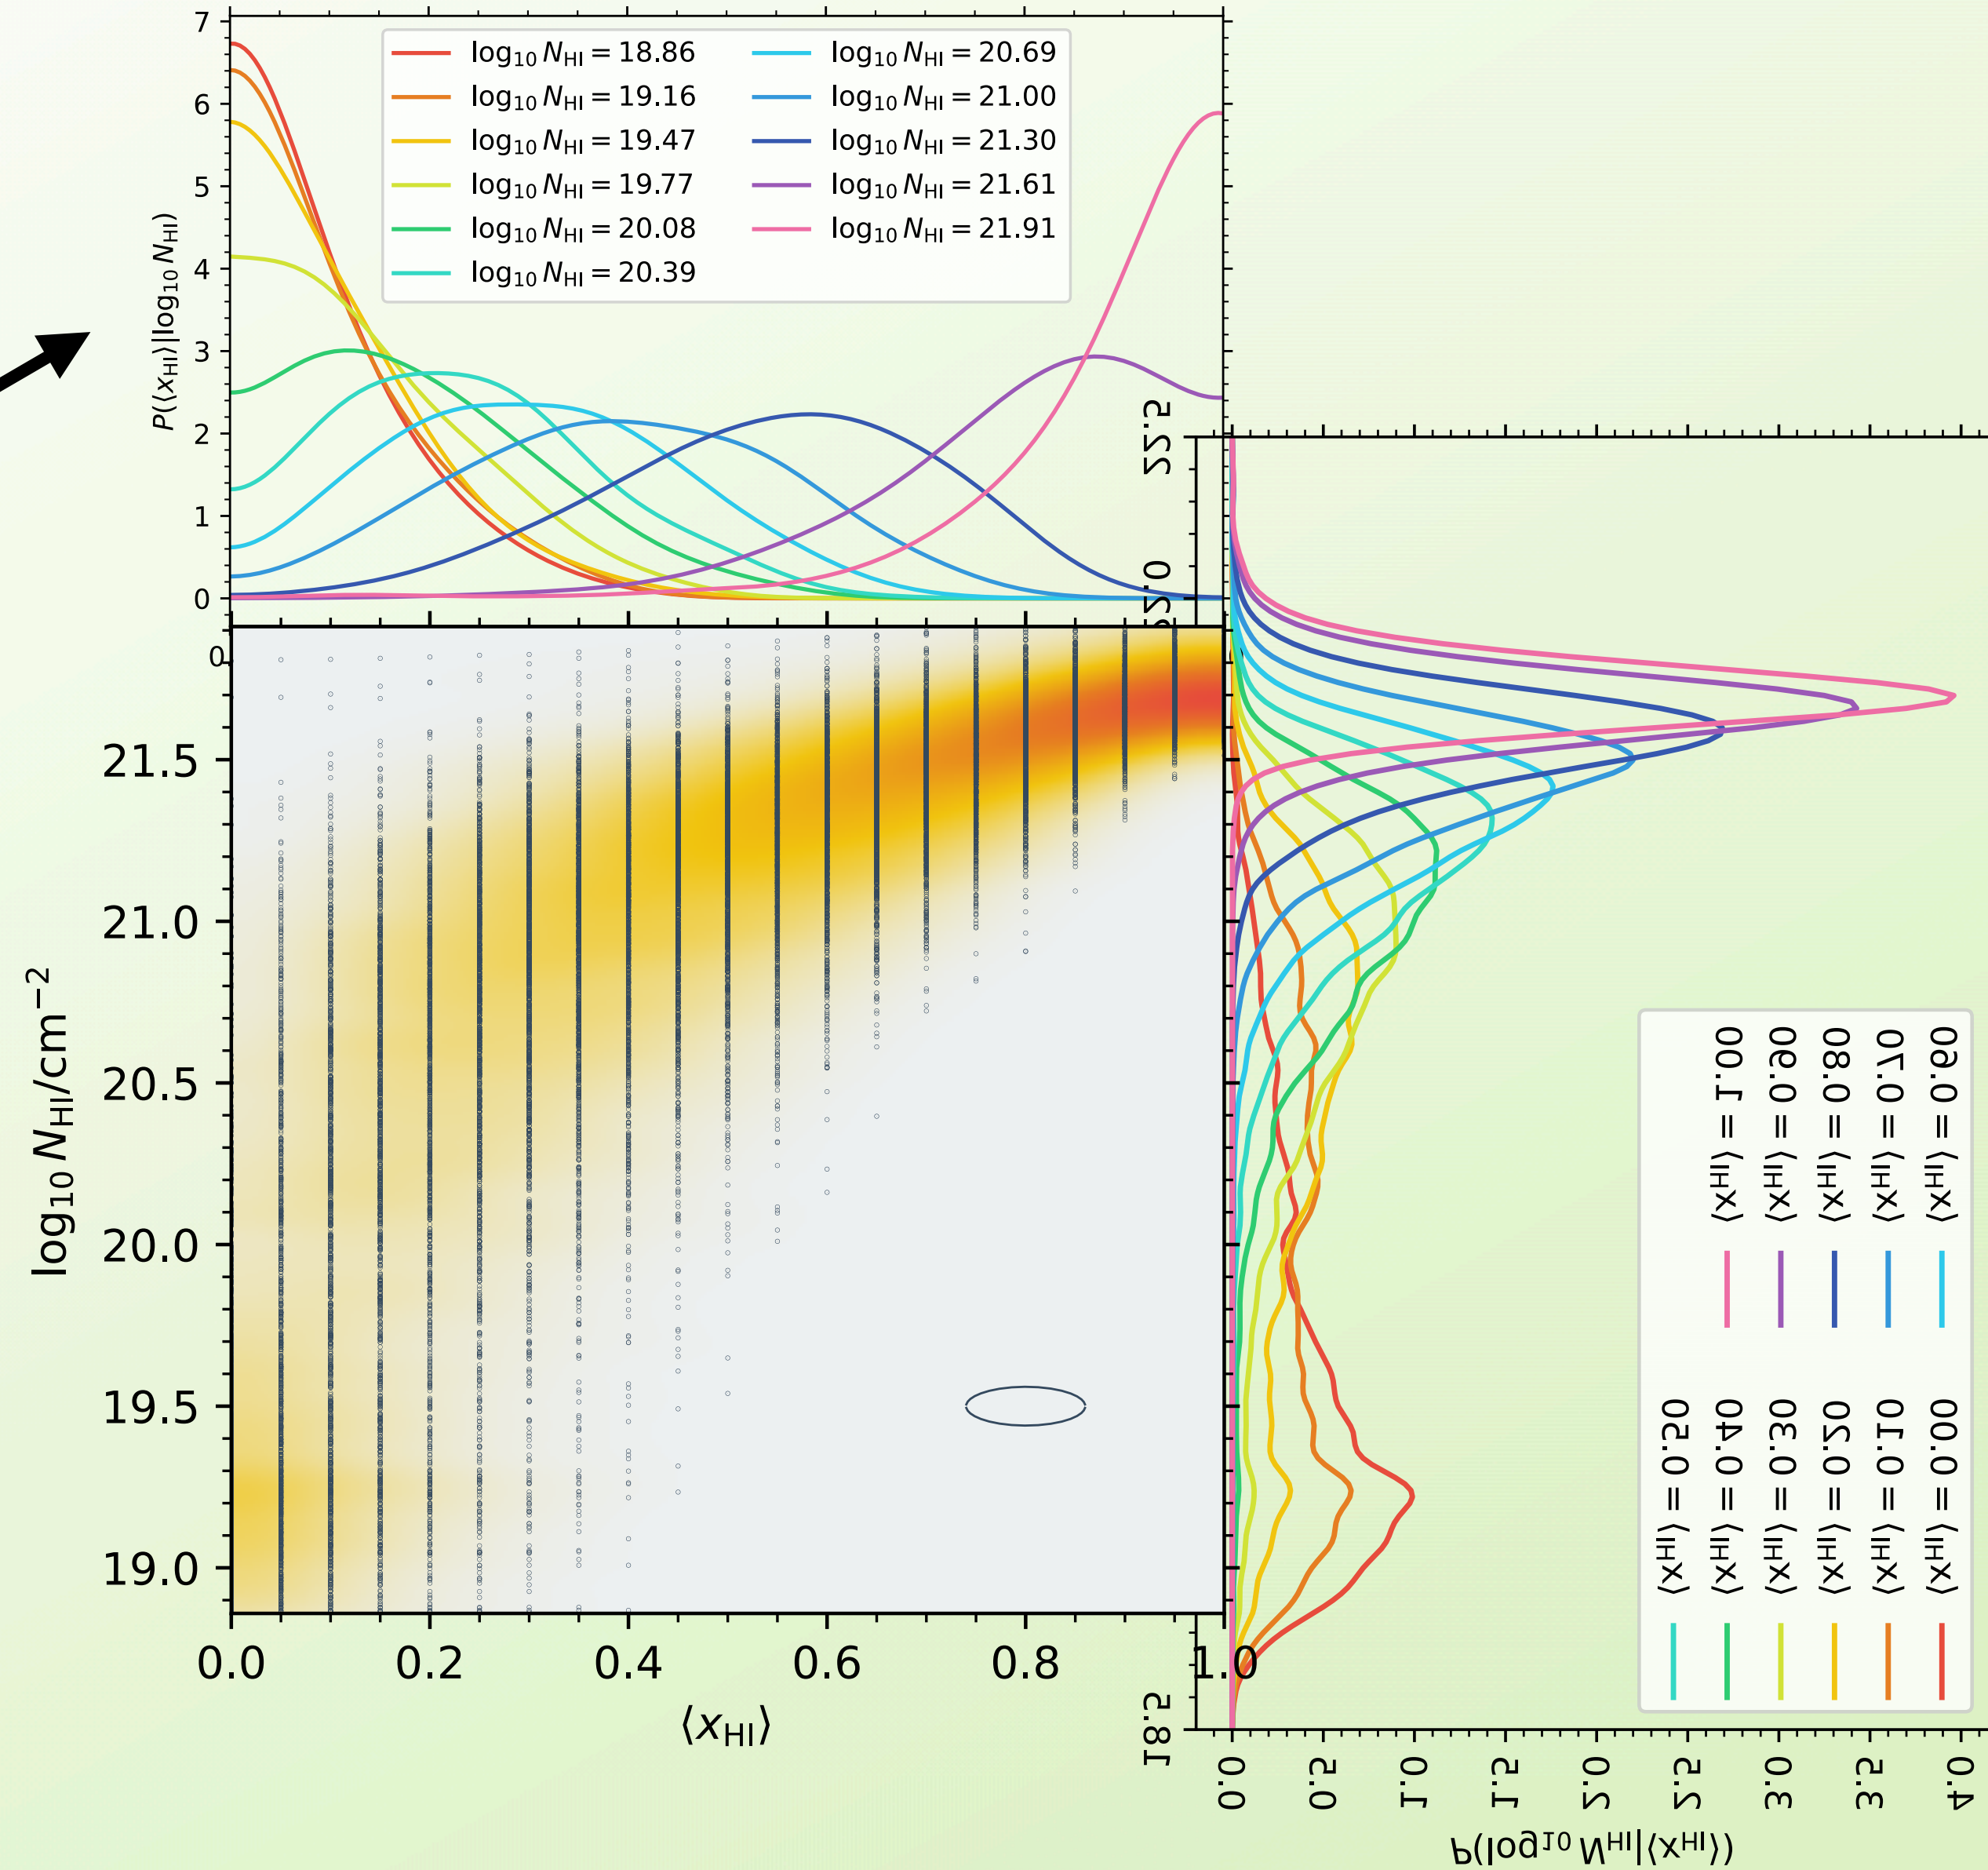 7
6
5
4
3
2
1
0
P(⟨x_HI⟩|log₁₀ N_HI)
log₁₀ N_HI = 18.86
log₁₀ N_HI = 19.16
log₁₀ N_HI = 19.47
log₁₀ N_HI = 19.77
log₁₀ N_HI = 20.08
log₁₀ N_HI = 20.39
log₁₀ N_HI = 20.69
log₁₀ N_HI = 21.00
log₁₀ N_HI = 21.30
log₁₀ N_HI = 21.61
log₁₀ N_HI = 21.91
0
21.5
21.0
20.5
20.0
19.5
19.0
log₁₀ N_HI/cm⁻²
0.0 0.2 0.4 0.6 0.8 1.0
⟨x_HI⟩
22.5
22.0
18.5
⟨x_HI⟩ = 0.00
⟨x_HI⟩ = 0.10
⟨x_HI⟩ = 0.20
⟨x_HI⟩ = 0.30
⟨x_HI⟩ = 0.40
⟨x_HI⟩ = 0.50
⟨x_HI⟩ = 0.60
⟨x_HI⟩ = 0.70
⟨x_HI⟩ = 0.80
⟨x_HI⟩ = 0.90
⟨x_HI⟩ = 1.00
0.0 0.5 1.0 1.5 2.0 2.5 3.0 3.5 4.0
P(log₁₀ N_HI|⟨x_HI⟩)